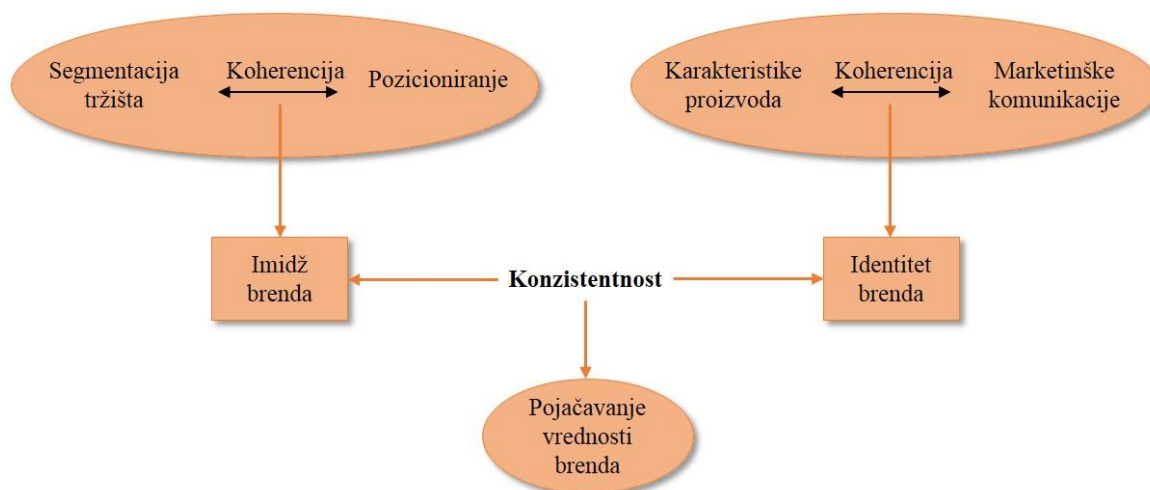 Segmentacija
tržišta
Koherencija
Pozicioniranje
Karakteristike
proizvoda
Koherencija
Marketinške
komunikacije
Imidž
brenda
Konzistentnost
Identitet
brenda
Pojačavanje
vrednosti
brenda